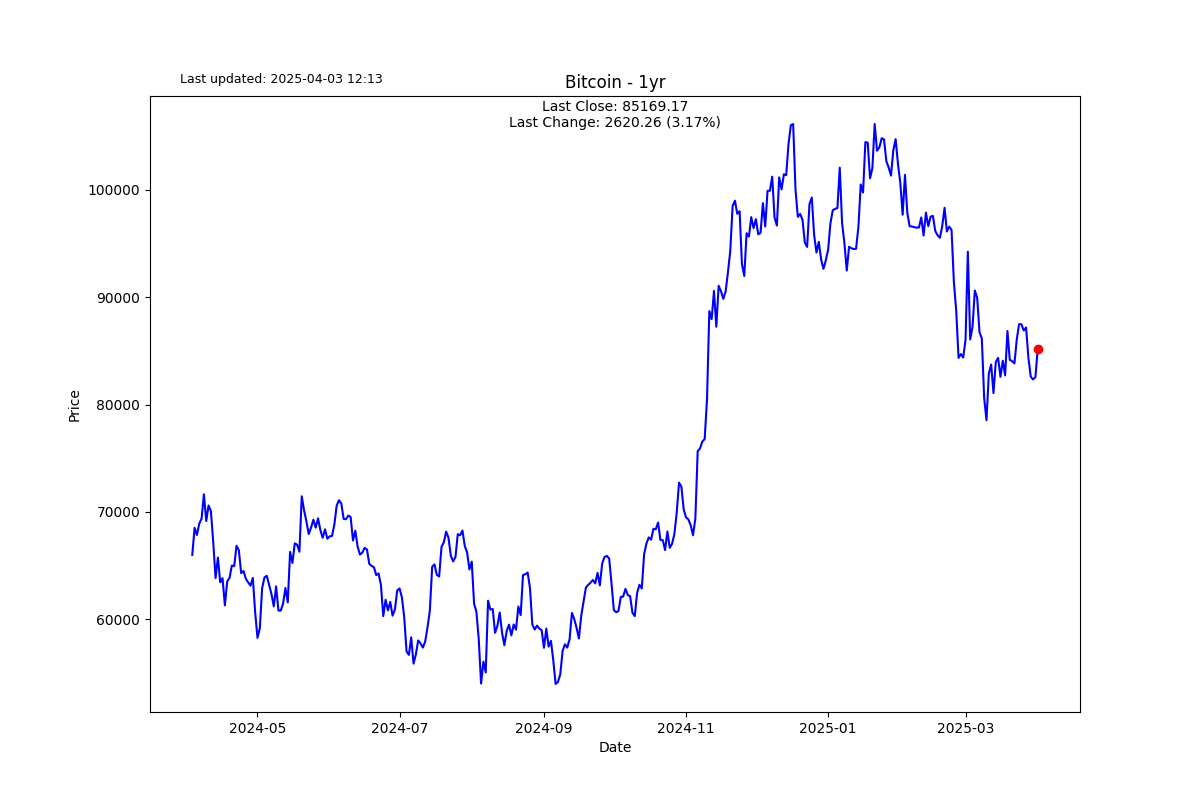 Last updated: 2025-04-03 12:13
Bitcoin - 1yr
Last Close: 85169.17
Last Change: 2620.26 (3.17%)
100000
90000
80000
70000
60000
Price
2024-05
2024-07
2024-09
2024-11
2025-01
2025-03
Date